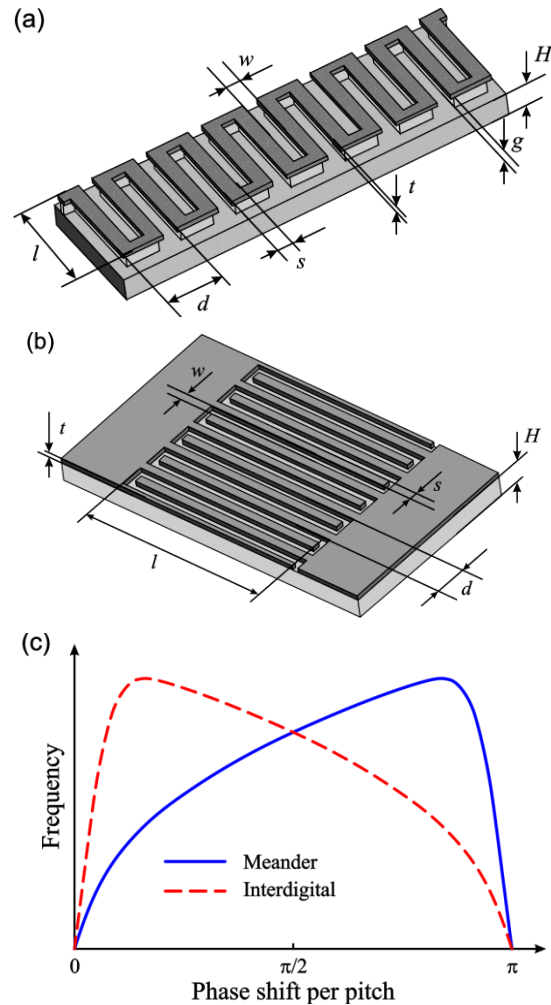 (a)
w
H
g
t
l
s
d
(b)
w
t
H
s
l
d
(c)
Frequency
Meander
Interdigital
0
π/2
π
Phase shift per pitch